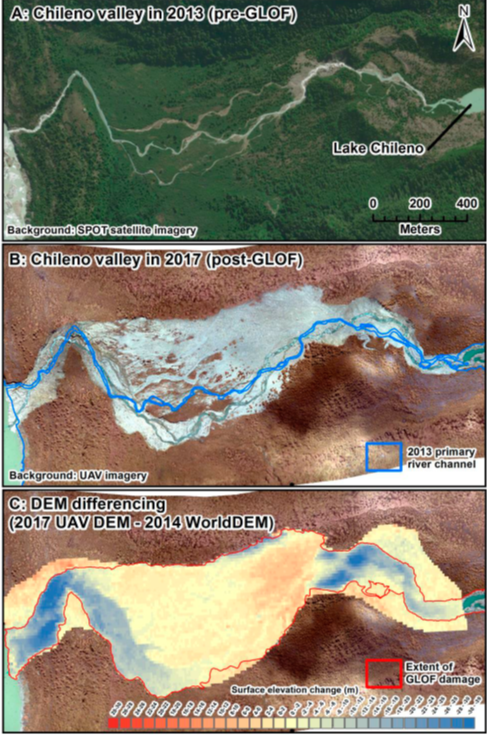 A: Chileno valley in 2013 (pre-GLOF)
N
Lake Chileno
0 200 400
Meters
Background: SPOT satellite imagery
B: Chileno valley in 2017 (post-GLOF)
2013 primary
river channel
Background: UAV imagery
C: DEM differencing
(2017 UAV DEM - 2014 WorldDEM)
Extent of
GLOF damage
Surface elevation change (m)